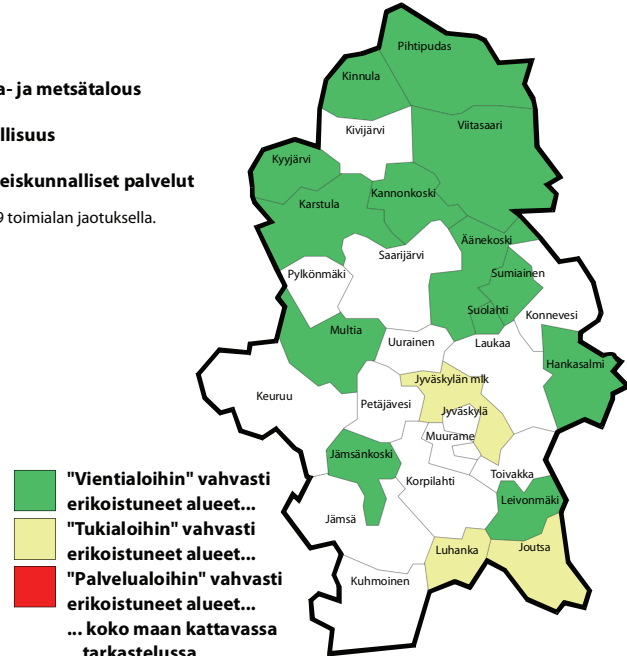 a- ja metsätalous
llisuus
eiskunnalliset palvelut
9 toimialan jaotuksella.
Pihtipudas
Kinnula
Kivijärvi
Viitasaari
Kyyjärvi
Kannonkoski
Karstula
Äänekoski
Saarijärvi
Pylkönmäki
Sumiainen
Suolahti
Konnevesi
Multia
Uurainen
Laukaa
Hankasalmi
Jyväskylän mlk
Keuruu
Petäjävesi
Jyväskylä
Muurame
Jämsänkoski
Toivakka
Korpilahti
Leivonmäki
Jämsä
Luhanka
Joutsa
Kuhmoinen
"Vientialoihin" vahvasti
erikoistuneet alueet...
"Tukialoihin" vahvasti
erikoistuneet alueet...
"Palvelualoihin" vahvasti
erikoistuneet alueet...
... koko maan kattavassa
tarkastelussa